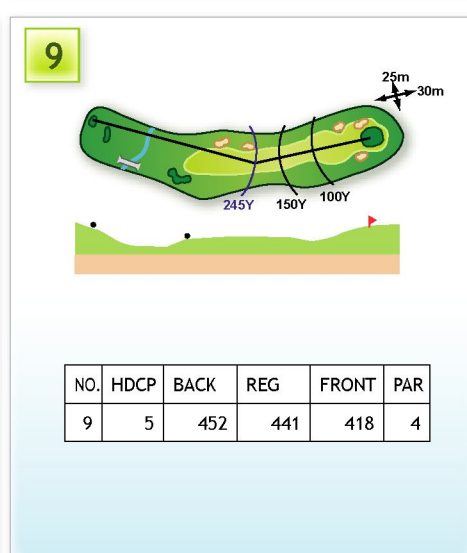 9
25m
30m
245Y 150Y 100Y
NO. HDCP BACK REG FRONT PAR
9 5 452 441 418 4